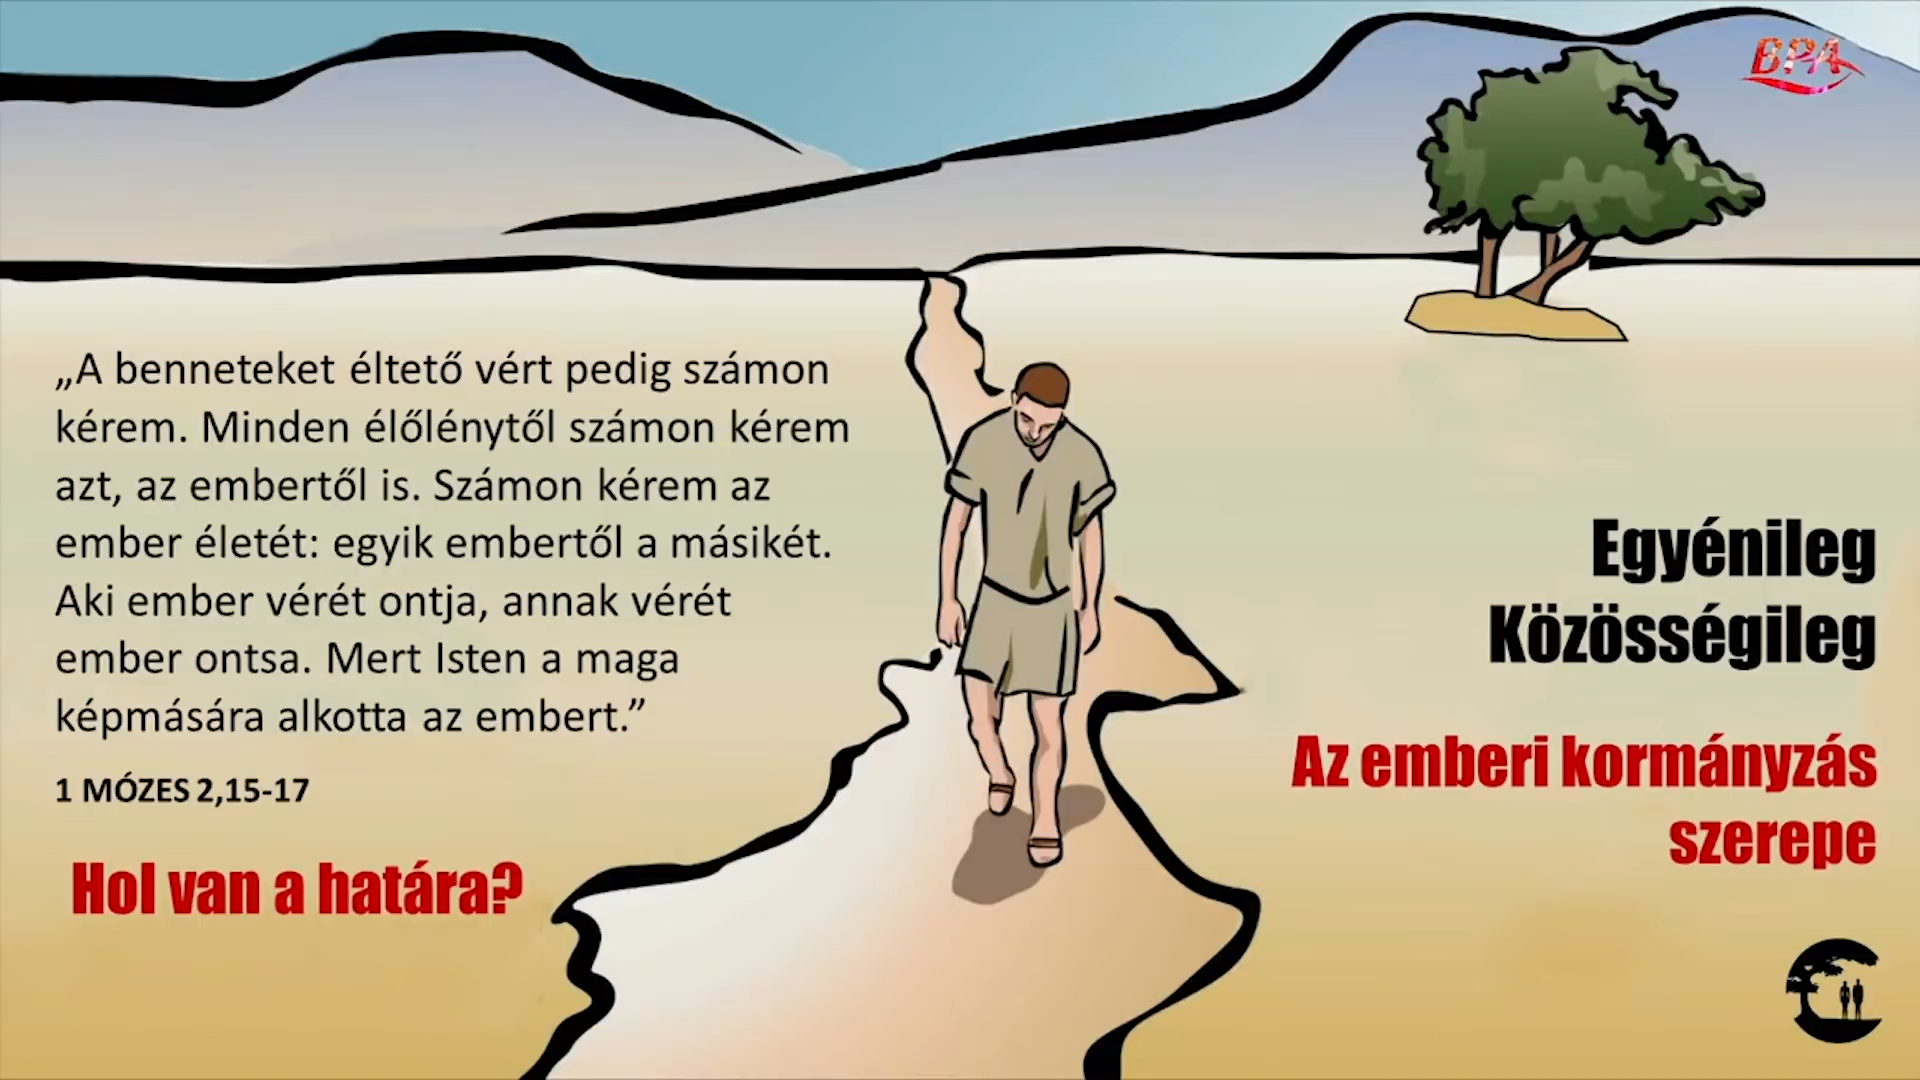 BPA
„A benneteket éltető vért pedig számon
kérem. Minden élőlénytől számon kérem
azt, az embertől is. Számon kérem az
ember életét: egyik embertől a másikét.
Aki ember vérét ontja, annak vérét
ember ontsa. Mert Isten a maga
képmására alkotta az embert.”
1 MÓZES 2,15-17
Hol van a határa?
Egyénileg
Közösségileg
Az emberi kormányzás
szerepe